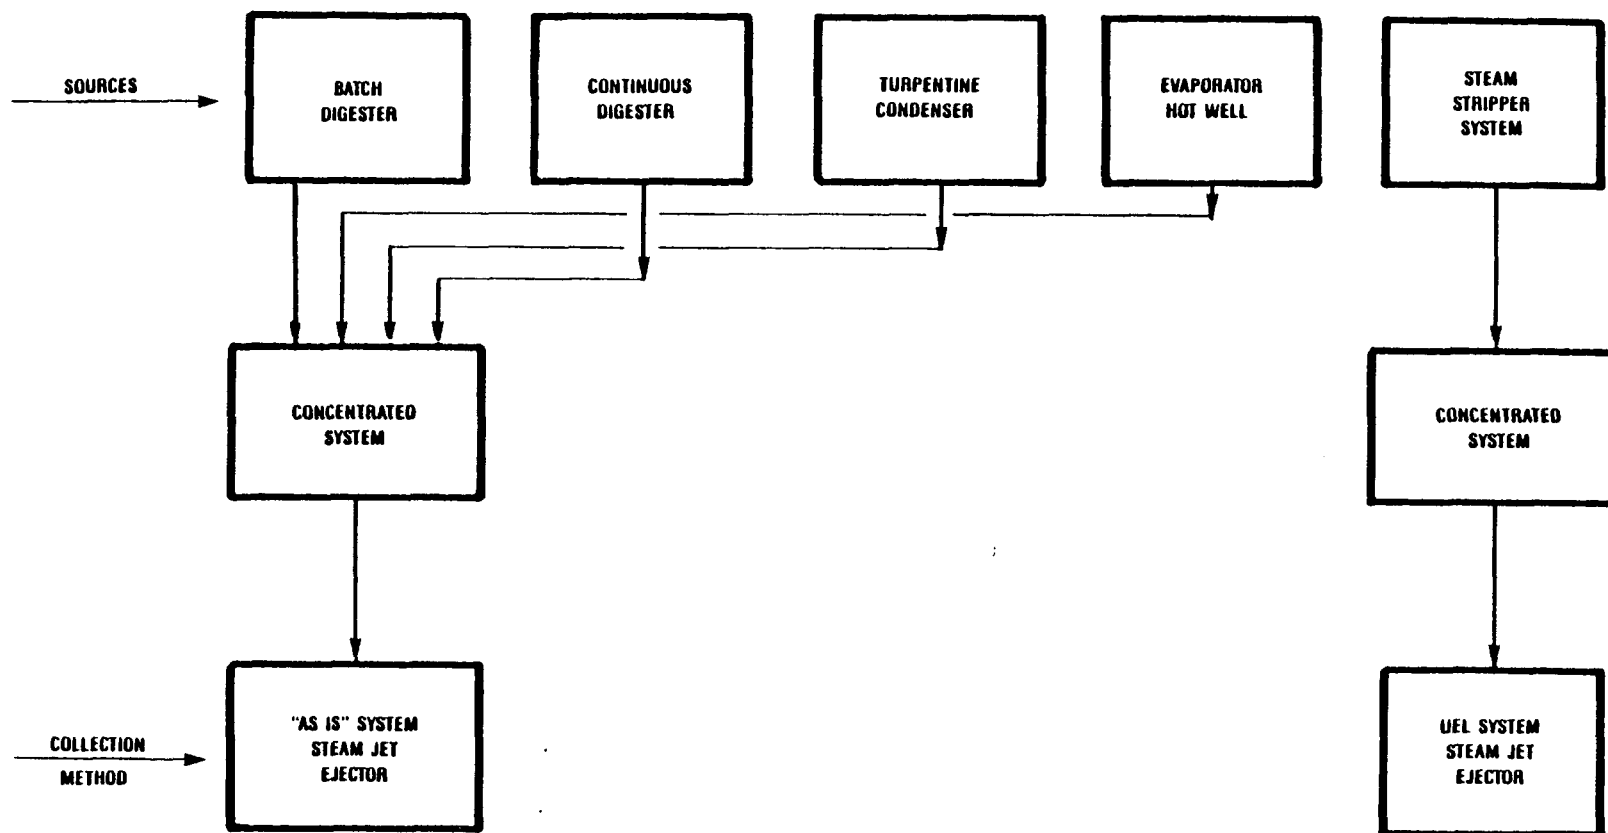 SOURCES
BATCH
DIGESTER
CONTINUOUS
DIGESTER
TURPENTINE
CONDENSER
EVAPORATOR
HOT WELL
STEAM
STRIPPER
SYSTEM
CONCENTRATED
SYSTEM
CONCENTRATED
SYSTEM
COLLECTION
METHOD
"AS IS" SYSTEM
STEAM JET
EJECTOR
UEL SYSTEM
STEAM JET
EJECTOR